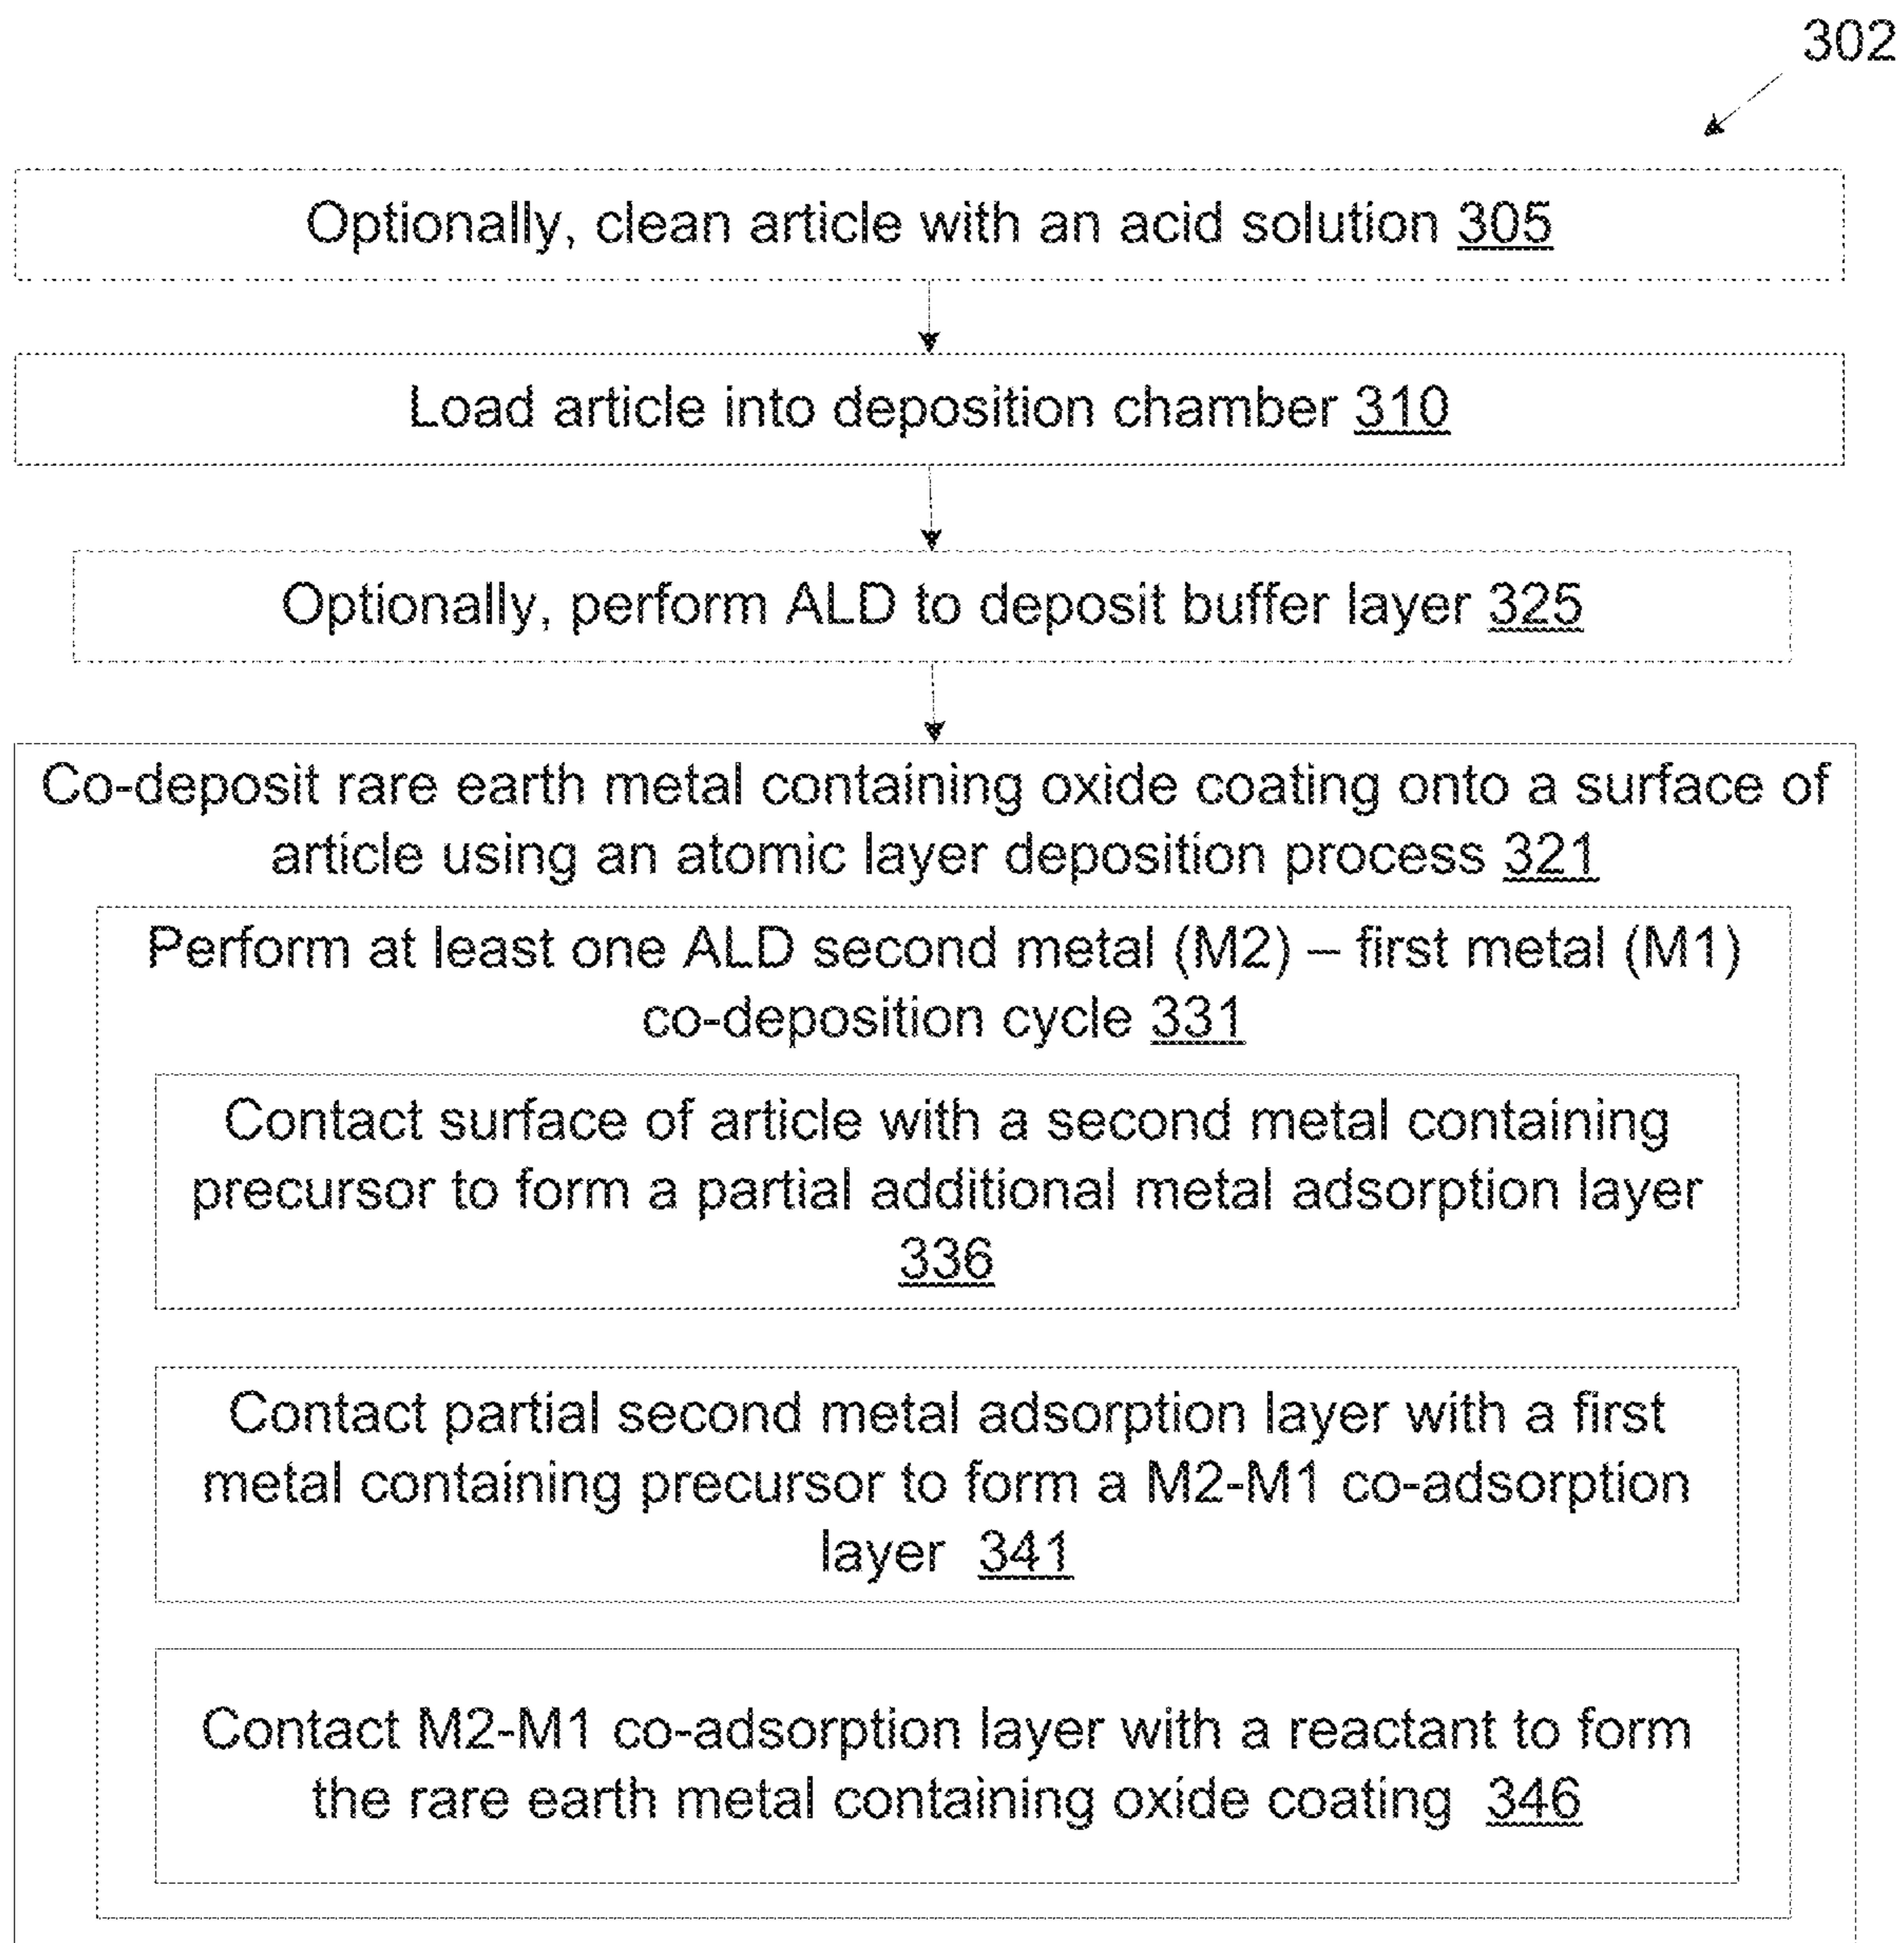 302
Optionally, clean article with an acid solution 305
Load article into deposition chamber 310
Optionally, perform ALD to deposit buffer layer 325
Co-deposit rare earth metal containing oxide coating onto a surface of
article using an atomic layer deposition process 321
Perform at least one ALD second metal (M2) – first metal (M1)
co-deposition cycle 331
Contact surface of article with a second metal containing
precursor to form a partial additional metal adsorption layer
336
Contact partial second metal adsorption layer with a first
metal containing precursor to form a M2-M1 co-adsorption
layer 341
Contact M2-M1 co-adsorption layer with a reactant to form
the rare earth metal containing oxide coating 346